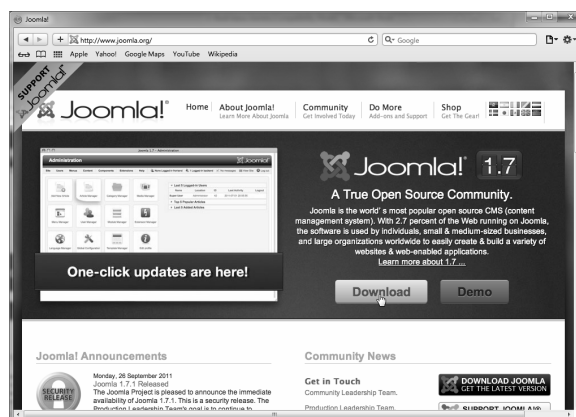 Joomla!
http://www.joomla.org/
Google
Apple Yahoo! Google Maps YouTube Wikipedia
SUPPORT Joomla!
Joomla!
Home
About Joomla!
Learn More About Joomla
Community
Get Involved Today
Do More
Add-ons and Support
Shop
Get The Gear!
Administration
Joomla!
One-click updates are here!
Joomla! 1.7
A True Open Source Community.
Joomla is the world's most popular open source CMS (content
management system). With 2.7 percent of the Web running on Joomla,
the software is used by individuals, small & medium-sized businesses,
and large organizations worldwide to easily create & build a variety of
websites & web-enabled applications.
Learn more about 1.7 ...
Download
Demo
Joomla! Announcements
SECURITY
RELEASE
Monday, 26 September 2011
Joomla 1.7.1 Released
The Joomla Project is pleased to announce the immediate
availability of Joomla 1.7.1. This is a security release. The
Production Leadership Team's goal is to continue to
Community News
Get in Touch
Community Leadership Team.
Production Leadership Team.
DOWNLOAD JOOMLA
GET THE LATEST VERSION
SUPPORT JOOMLA!